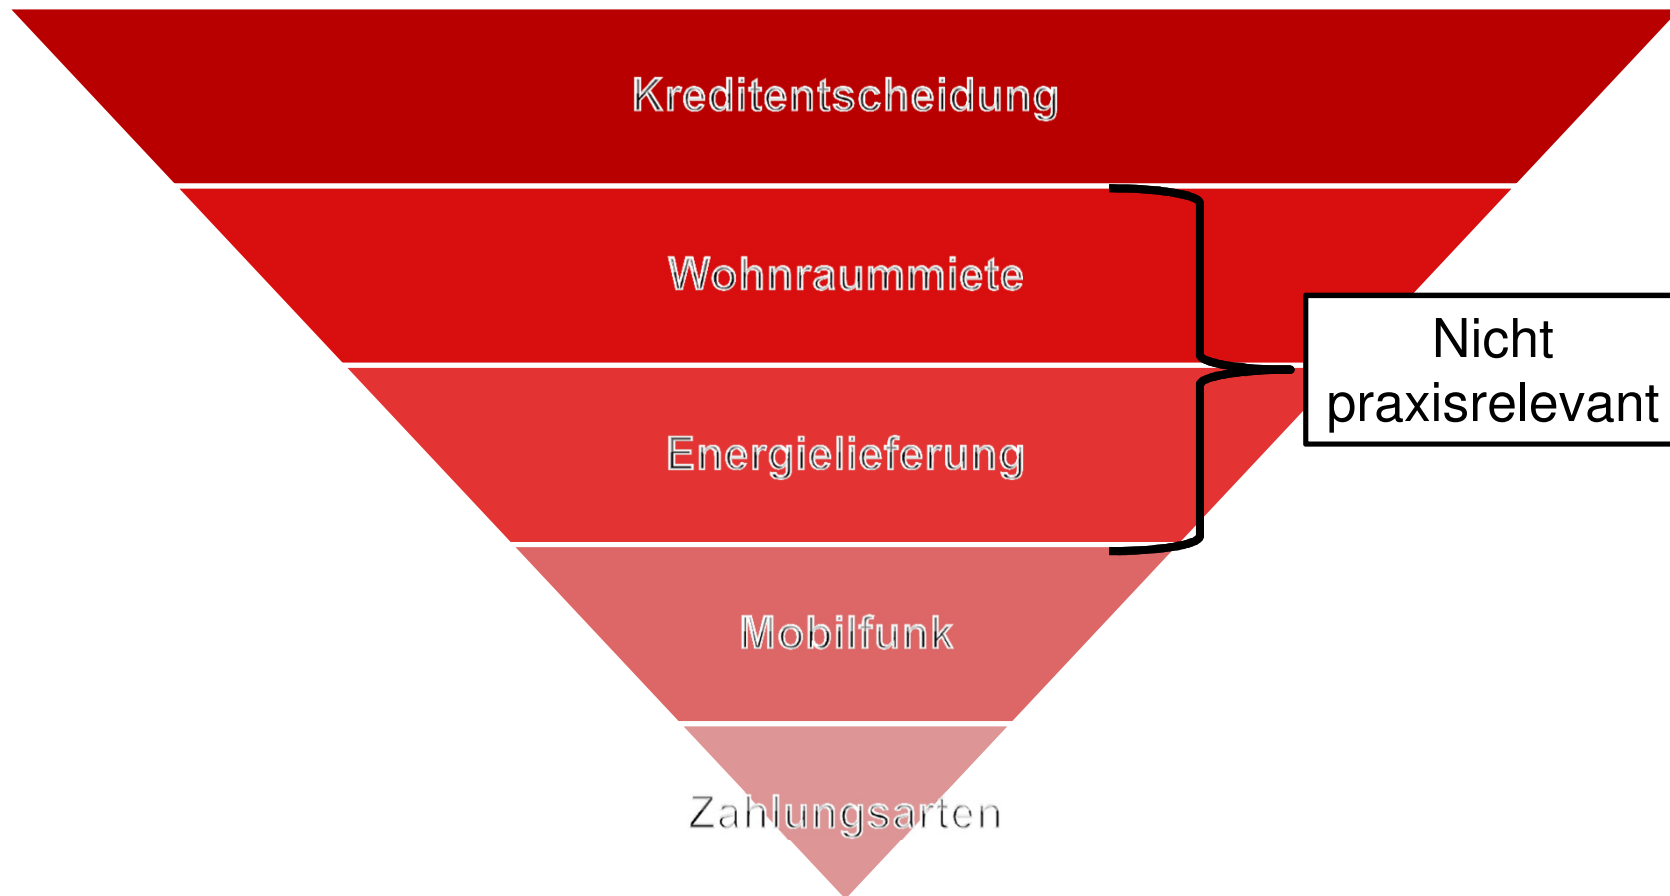 Kreditentscheidung
Wohnraummiete
Nicht
praxisrelevant
Energielieferung
Mobilfunk
Zahlungsarten